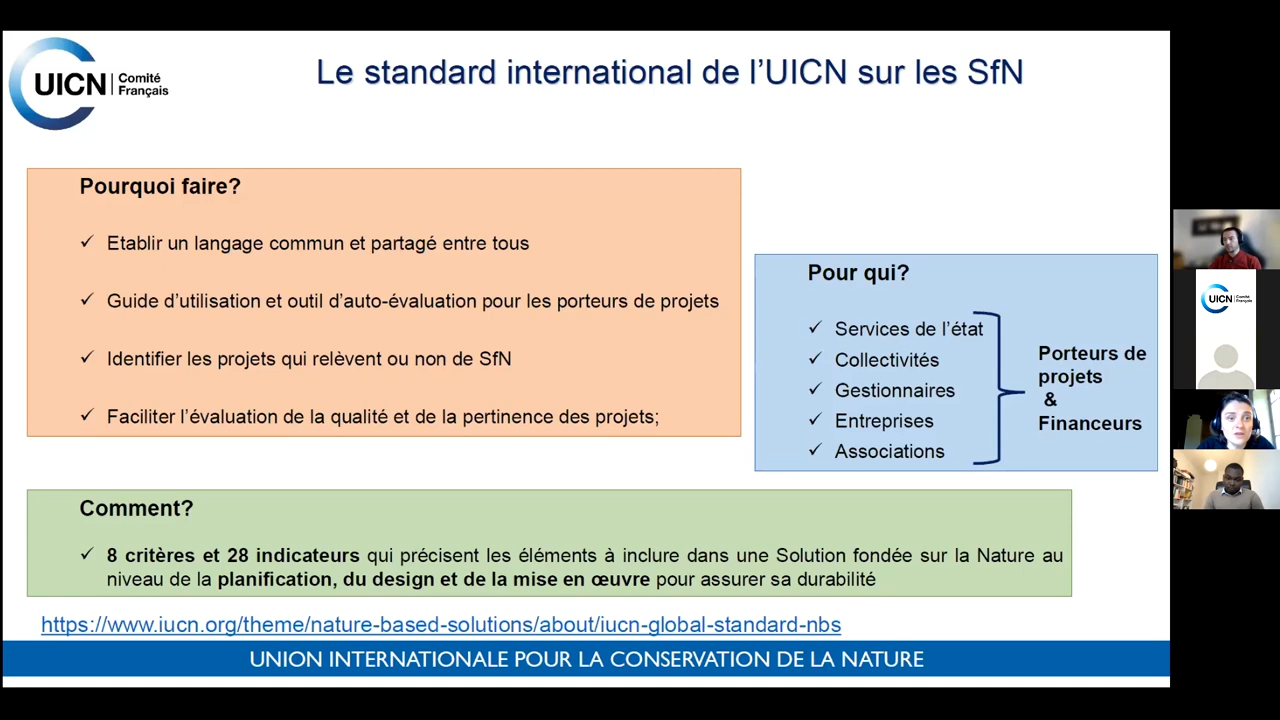 UICN
Comité
Français
Le standard international de l'UICN sur les SfN
Pourquoi faire?
✓ Etablir un langage commun et partagé entre tous
✓ Guide d'utilisation et outil d'auto-évaluation pour les porteurs de projets
✓ Identifier les projets qui relèvent ou non de SfN
✓ Faciliter l'évaluation de la qualité et de la pertinence des projets;
Pour qui?
✓ Services de l'état
✓ Collectivités
✓ Gestionnaires
✓ Entreprises
✓ Associations
Porteurs de
projets
&
Financeurs
Comment?
✓ 8 critères et 28 indicateurs qui précisent les éléments à inclure dans une Solution fondée sur la Nature au
niveau de la planification, du design et de la mise en œuvre pour assurer sa durabilité
https://www.iucn.org/theme/nature-based-solutions/about/iucn-global-standard-nbs
UNION INTERNATIONALE POUR LA CONSERVATION DE LA NATURE
UICN
Comité
Français